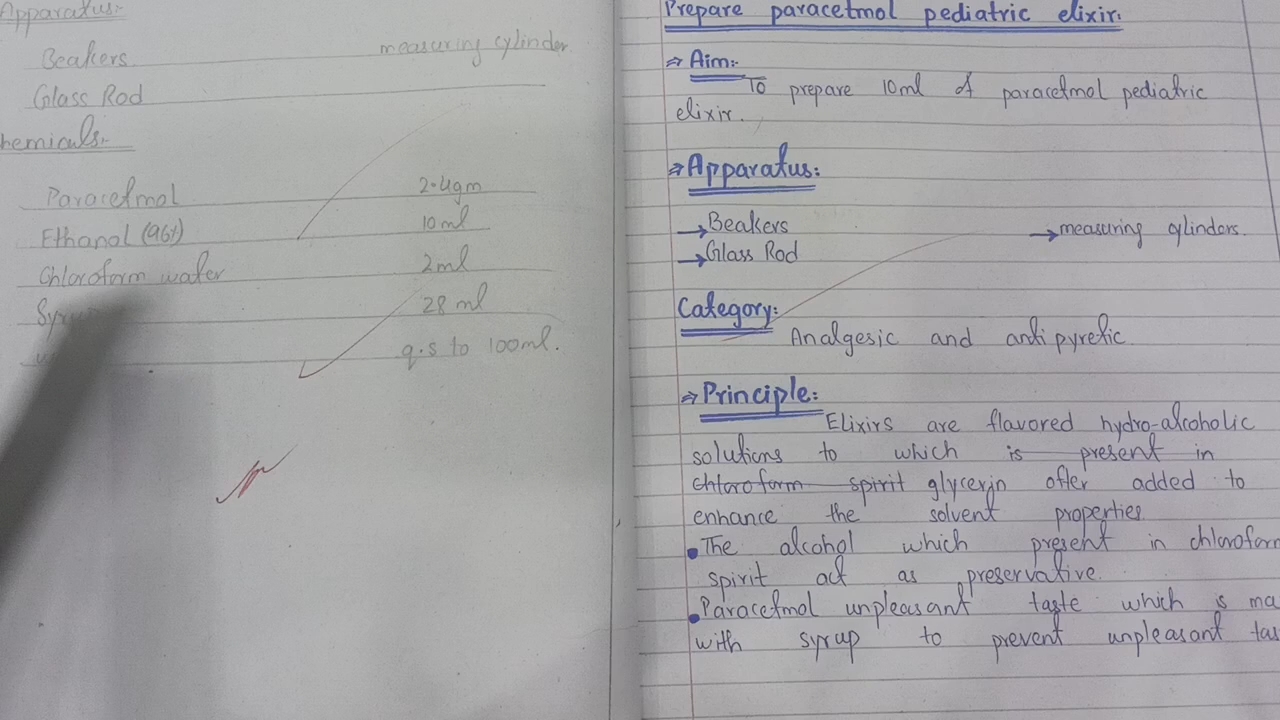 Apparatus:-
Beakers measuring cylinder.
Glass Rod
hemicals:-
Paracetmol 2.4gm
Ethanol (96%) 10ml
Chloroform water 2ml
Syrup 28 ml
q.s to 100ml.
Prepare paracetmol pediatric elixir.
⇒ Aim:-
To prepare 10ml of paracetmol pediatric
elixir.
⇒ Apparatus:
→ Beakers → measuring cylinders.
→ Glass Rod
Category:
Analgesic and antipyretic.
⇒ Principle:
Elixirs are flavored hydro-alcoholic
solutions to which is present in
chloroform spirit glycerin ofter added to
enhance the solvent properties
• The alcohol which present in chloroform
spirit act as preservative.
• Paracetmol unpleasant taste which is ma
with syrup to prevent unpleasant tas